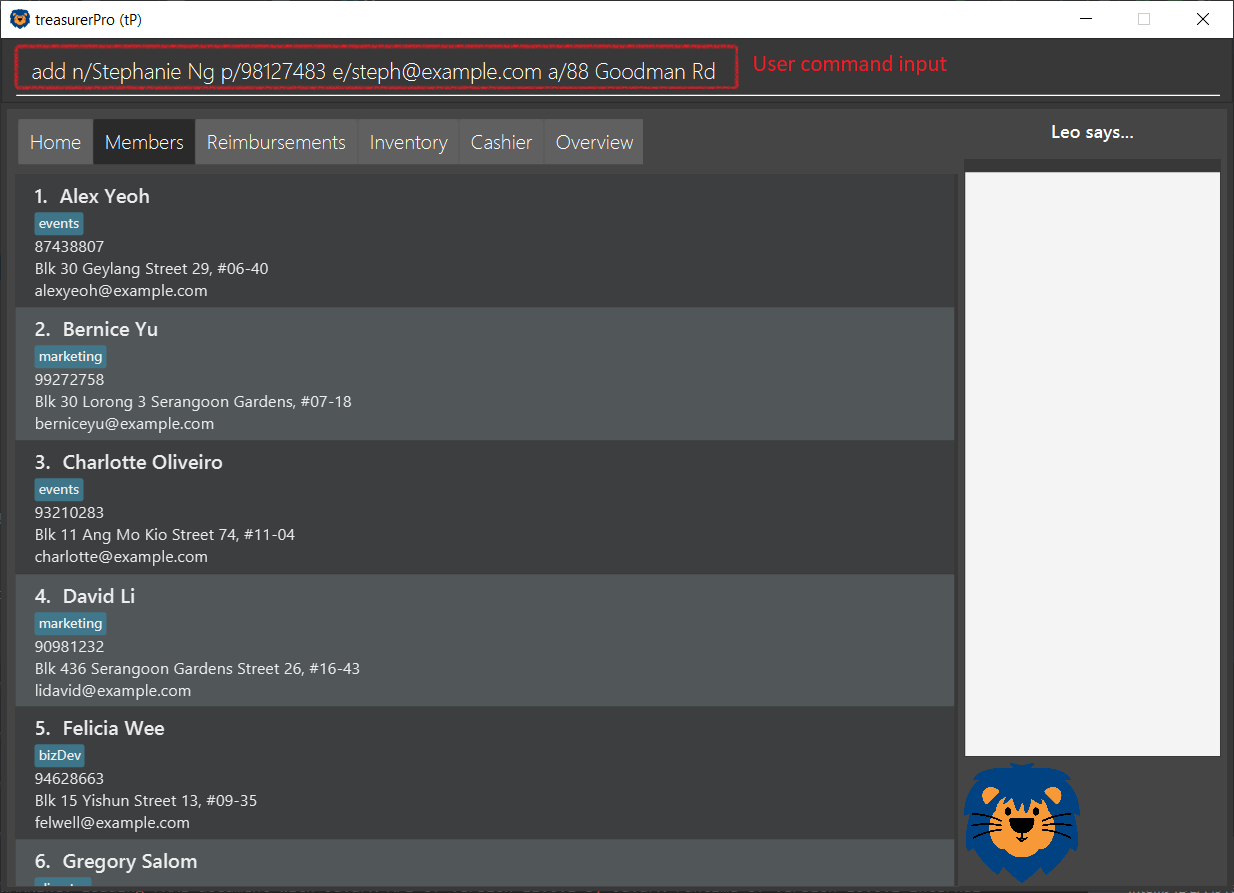 treasurerPro (tP)
add n/Stephanie Ng p/98127483 e/steph@example.com a/88 Goodman Rd
User command input
Home Members Reimbursements Inventory Cashier Overview
Leo says...
1. Alex Yeoh
events
87438807
Blk 30 Geylang Street 29, #06-40
alexyeoh@example.com
2. Bernice Yu
marketing
99272758
Blk 30 Lorong 3 Serangoon Gardens, #07-18
berniceyu@example.com
3. Charlotte Oliveiro
events
93210283
Blk 11 Ang Mo Kio Street 74, #11-04
charlotte@example.com
4. David Li
marketing
90981232
Blk 436 Serangoon Gardens Street 26, #16-43
lidavid@example.com
5. Felicia Wee
bizDev
94628663
Blk 15 Yishun Street 13, #09-35
felwell@example.com
6. Gregory Salom